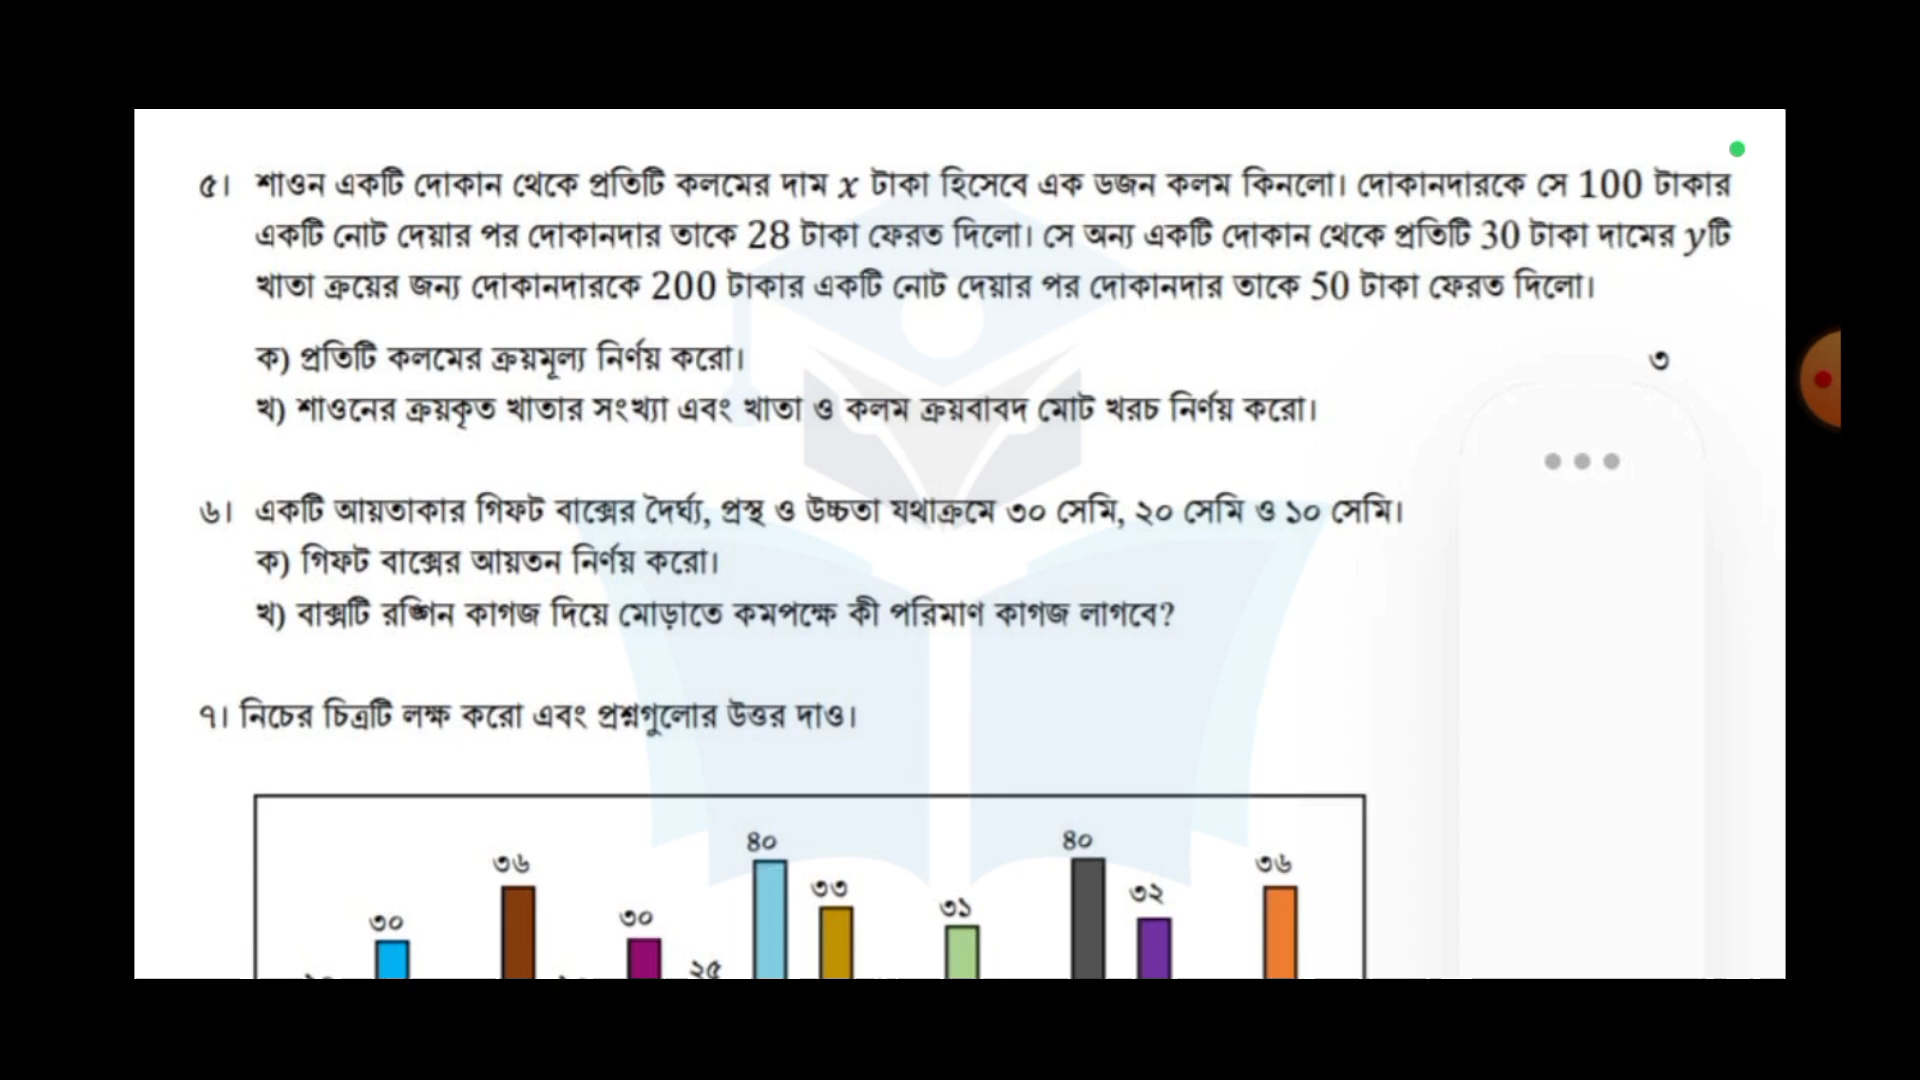 ৫। শাওন একটি দোকান থেকে প্রতিটি কলমের দাম x টাকা হিসেবে এক ডজন কলম কিনলো। দোকানদারকে সে 100 টাকার
একটি নোট দেয়ার পর দোকানদার তাকে 28 টাকা ফেরত দিলো। সে অন্য একটি দোকান থেকে প্রতিটি 30 টাকা দামের yটি
খাতা ক্রয়ের জন্য দোকানদারকে 200 টাকার একটি নোট দেয়ার পর দোকানদার তাকে 50 টাকা ফেরত দিলো।
ক) প্রতিটি কলমের ক্রয়মূল্য নির্ণয় করো। ৩
খ) শাওনের ক্রয়কৃত খাতার সংখ্যা এবং খাতা ও কলম ক্রয়বাবদ মোট খরচ নির্ণয় করো।
৬। একটি আয়তাকার গিফট বাক্সের দৈর্ঘ্য, প্রস্থ ও উচ্চতা যথাক্রমে ৩০ সেমি, ২০ সেমি ও ১০ সেমি।
ক) গিফট বাক্সের আয়তন নির্ণয় করো।
খ) বাক্সটি রঙ্গিন কাগজ দিয়ে মোড়াতে কমপক্ষে কী পরিমাণ কাগজ লাগবে?
৭। নিচের চিত্রটি লক্ষ করো এবং প্রশ্নগুলোর উত্তর দাও।
৩০ ৩৬ ৩০ ২৫ ৪০ ৩৩ ৩১ ৪০ ৩২ ৩৬